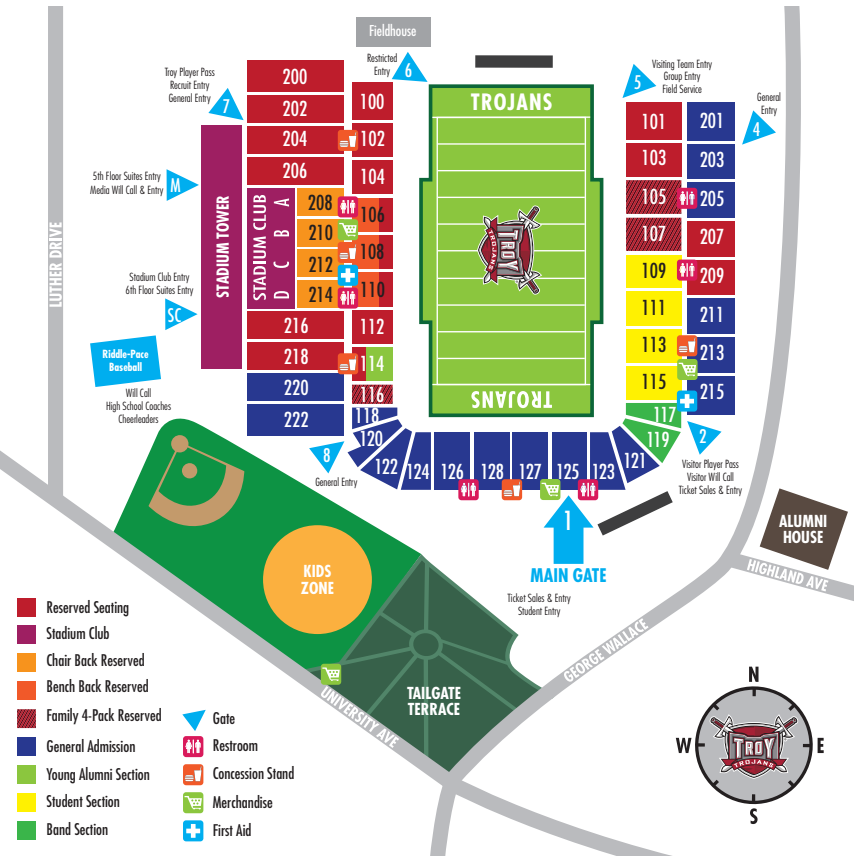 Fieldhouse
Restricted
Entry
6
Troy Player Pass
Recruit Entry
General Entry
7
5
Visiting Team Entry
Group Entry
Field Service
General
Entry
4
200
202
204
206
100
102
104
TROJANS
101
103
105
107
201
203
205
207
5th Floor Suites Entry
Media Will Call & Entry
M
STADIUM TOWER
STADIUM CLUB
A
B
C
D
208
210
212
214
106
108
110
TROY
TROJANS
109
111
113
115
209
211
213
215
LUTHER DRIVE
Stadium Club Entry
6th Floor Suites Entry
SC
216
218
220
222
112
114
116
118
120
122
124
126
128
127
125
123
121
119
117
TROJANS
Riddle-Pace
Baseball
Will Call
High School Coaches
Cheerleaders
8
General Entry
2
Visitor Player Pass
Visitor Will Call
Ticket Sales & Entry
1
MAIN GATE
Ticket Sales & Entry
Student Entry
ALUMNI
HOUSE
HIGHLAND AVE
GEORGE WALLACE
KIDS
ZONE
TAILGATE
TERRACE
UNIVERSITY AVE
Reserved Seating
Stadium Club
Chair Back Reserved
Bench Back Reserved
Family 4-Pack Reserved
General Admission
Young Alumni Section
Student Section
Band Section
Gate
Restroom
Concession Stand
Merchandise
First Aid
N
W
E
S
TROY
TROJANS